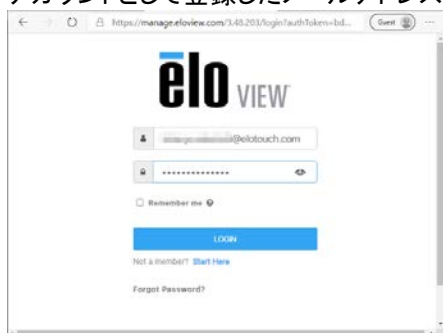 アカウントとして登録したメールアドレス
https://manage.eloview.com/3.48.203/login?authToken=bd...
Guest
ēlo VIEW
@elotouch.com
Remember me
LOGIN
Not a member? Start Here
Forgot Password?